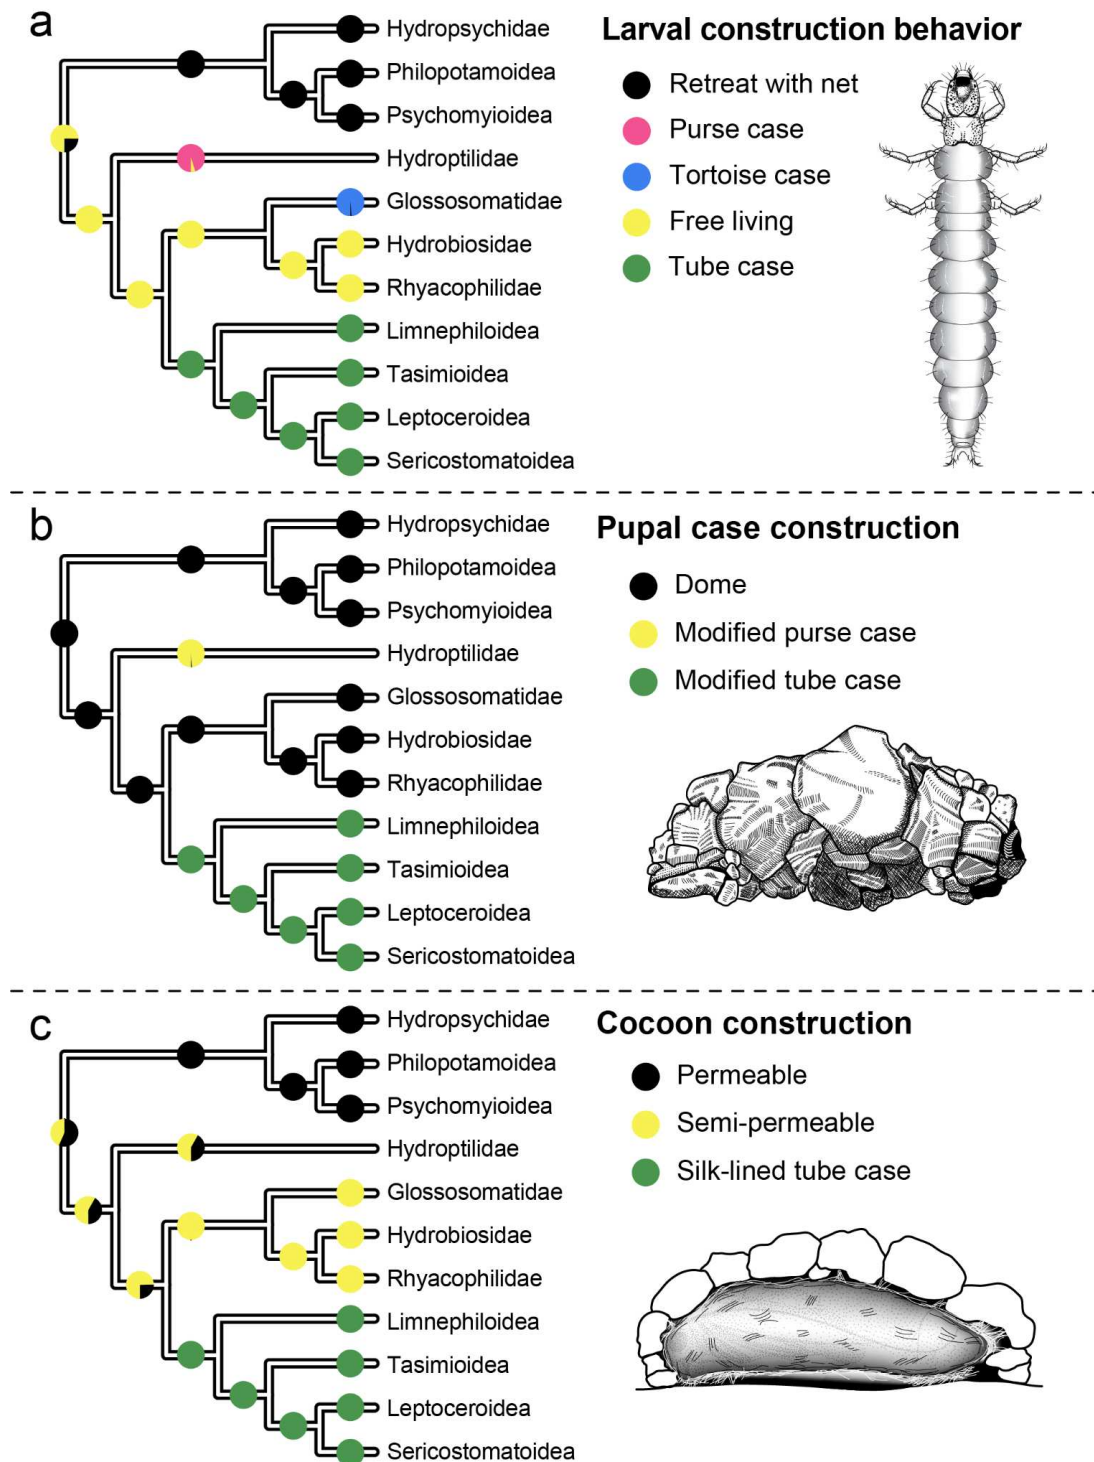 a
Hydropsychidae
Philopotamoidea
Psychomyioidea
Hydroptilidae
Glossosomatidae
Hydrobiosidae
Rhyacophilidae
Limnephiloidea
Tasimioidea
Leptoceroidea
Sericostomatoidea
Larval construction behavior
Retreat with net
Purse case
Tortoise case
Free living
Tube case
b
Hydropsychidae
Philopotamoidea
Psychomyioidea
Hydroptilidae
Glossosomatidae
Hydrobiosidae
Rhyacophilidae
Limnephiloidea
Tasimioidea
Leptoceroidea
Sericostomatoidea
Pupal case construction
Dome
Modified purse case
Modified tube case
c
Hydropsychidae
Philopotamoidea
Psychomyioidea
Hydroptilidae
Glossosomatidae
Hydrobiosidae
Rhyacophilidae
Limnephiloidea
Tasimioidea
Leptoceroidea
Sericostomatoidea
Cocoon construction
Permeable
Semi-permeable
Silk-lined tube case